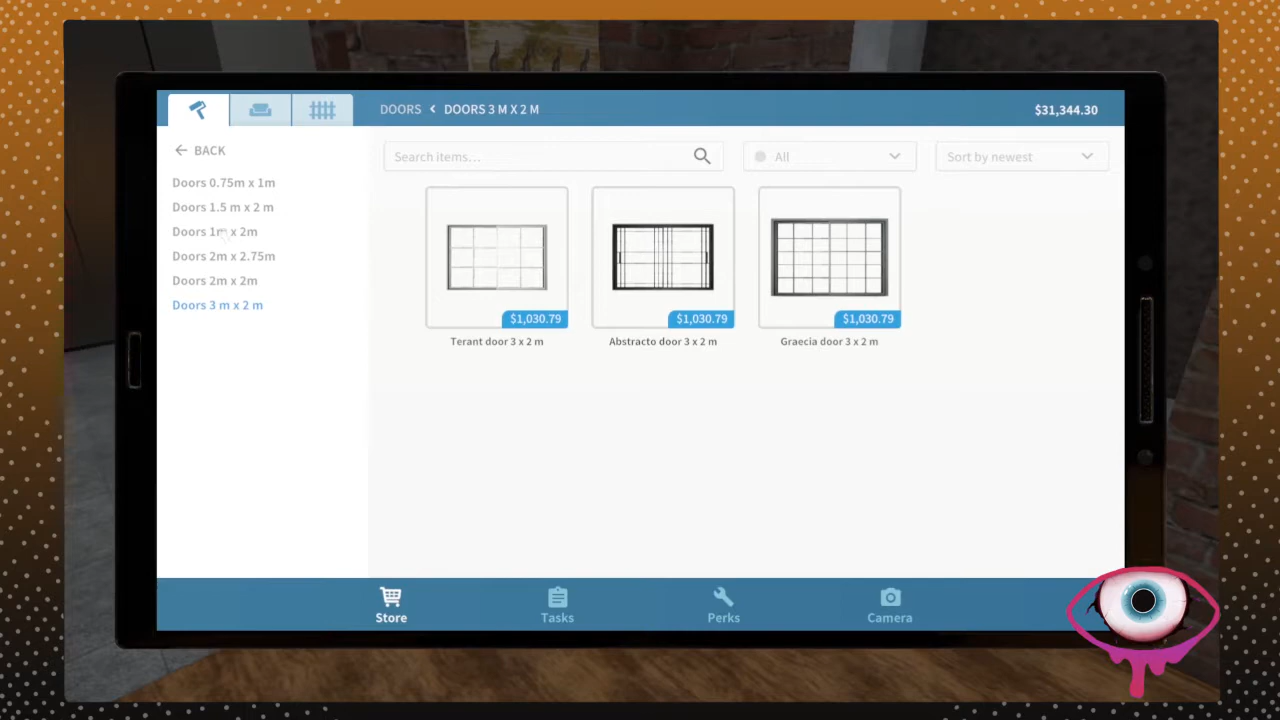 DOORS < DOORS 3 M X 2 M
$31,344.30
BACK
Doors 0.75m x 1m
Doors 1.5 m x 2 m
Doors 1m x 2m
Doors 2m x 2.75m
Doors 2m x 2m
Doors 3 m x 2 m
Search items...
All
Sort by newest
$1,030.79
$1,030.79
$1,030.79
Terant door 3 x 2 m
Abstracto door 3 x 2 m
Graecia door 3 x 2 m
Store
Tasks
Perks
Camera